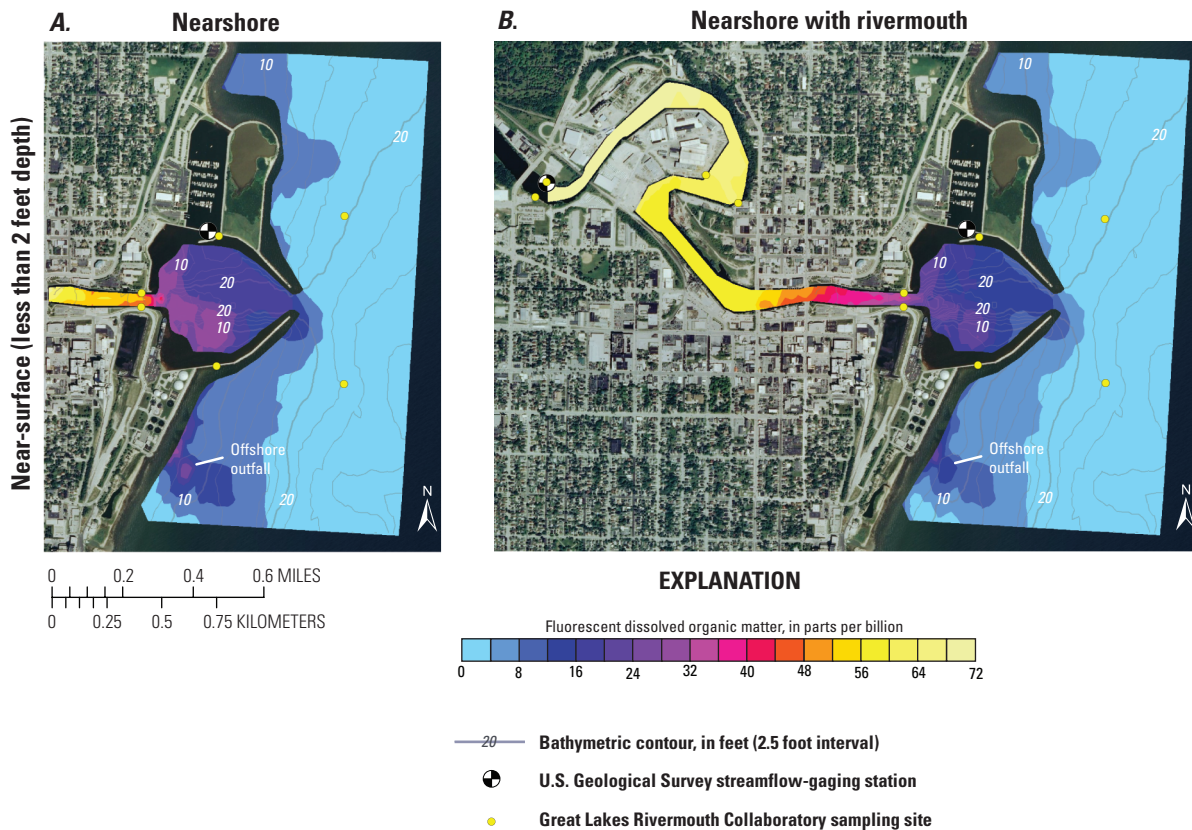 A. Nearshore
B. Nearshore with rivermouth
Near-surface (less than 2 feet depth)
10
20
10
20
20
10
Offshore
outfall
10
20
N
10
20
10
20
20
10
Offshore
outfall
10
20
N
0 0.2 0.4 0.6 MILES
0 0.25 0.5 0.75 KILOMETERS
EXPLANATION
Fluorescent dissolved organic matter, in parts per billion
0 8 16 24 32 40 48 56 64 72
20 Bathymetric contour, in feet (2.5 foot interval)
U.S. Geological Survey streamflow-gaging station
Great Lakes Rivermouth Collaboratory sampling site